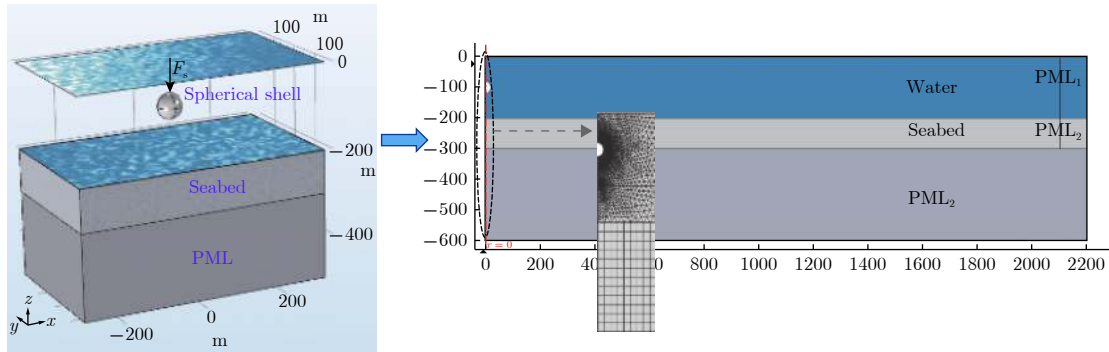 m
100
100
0
F_s
Spherical shell
−200
m
Seabed
−400
PML
z
y
x
200
0
−200
m
0
−100
−200
−300
−400
−500
−600
Water
PML₁
Seabed
PML₂
PML₂
r = 0
0 200 400 600 800 1000 1200 1400 1600 1800 2000 2200